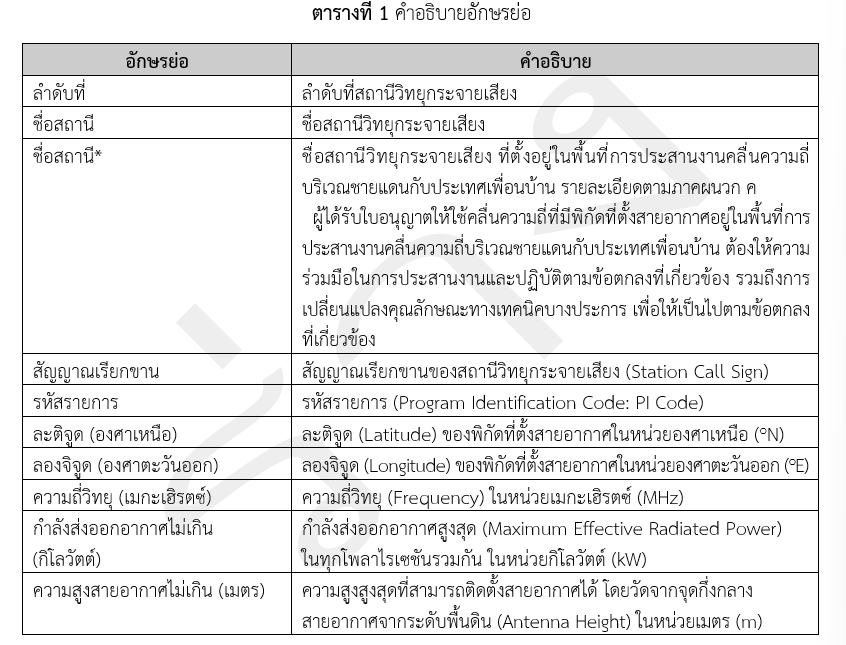 ตารางที่ 1 คำอธิบายอักษรย่อ
อักษรย่อ คำอธิบาย
ลำดับที่ ลำดับที่สถานีวิทยุกระจายเสียง
ชื่อสถานี ชื่อสถานีวิทยุกระจายเสียง
ชื่อสถานี* ชื่อสถานีวิทยุกระจายเสียง ที่ตั้งอยู่ในพื้นที่การประสานงานคลื่นความถี่
บริเวณชายแดนกับประเทศเพื่อนบ้าน รายละเอียดตามภาคผนวก ค
ผู้ได้รับใบอนุญาตให้ใช้คลื่นความถี่ที่มีพิกัดที่ตั้งสายอากาศอยู่ในพื้นที่การ
ประสานงานคลื่นความถี่บริเวณชายแดนกับประเทศเพื่อนบ้าน ต้องให้ความ
ร่วมมือในการประสานงานและปฏิบัติตามข้อตกลงที่เกี่ยวข้อง รวมถึงการ
เปลี่ยนแปลงคุณลักษณะทางเทคนิคบางประการ เพื่อให้เป็นไปตามข้อตกลง
ที่เกี่ยวข้อง
สัญญาณเรียกขาน สัญญาณเรียกขานของสถานีวิทยุกระจายเสียง (Station Call Sign)
รหัสรายการ รหัสรายการ (Program Identification Code: PI Code)
ละติจูด (องศาเหนือ) ละติจูด (Latitude) ของพิกัดที่ตั้งสายอากาศในหน่วยองศาเหนือ (°N)
ลองจิจูด (องศาตะวันออก) ลองจิจูด (Longitude) ของพิกัดที่ตั้งสายอากาศในหน่วยองศาตะวันออก (°E)
ความถี่วิทยุ (เมกะเฮิรตซ์) ความถี่วิทยุ (Frequency) ในหน่วยเมกะเฮิรตซ์ (MHz)
กำลังส่งออกอากาศไม่เกิน กำลังส่งออกอากาศสูงสุด (Maximum Effective Radiated Power)
(กิโลวัตต์) ในทุกโพลาไรเซชันรวมกัน ในหน่วยกิโลวัตต์ (kW)
ความสูงสายอากาศไม่เกิน (เมตร) ความสูงสูงสุดที่สามารถติดตั้งสายอากาศได้ โดยวัดจากจุดกึ่งกลาง
สายอากาศจากระดับพื้นดิน (Antenna Height) ในหน่วยเมตร (m)